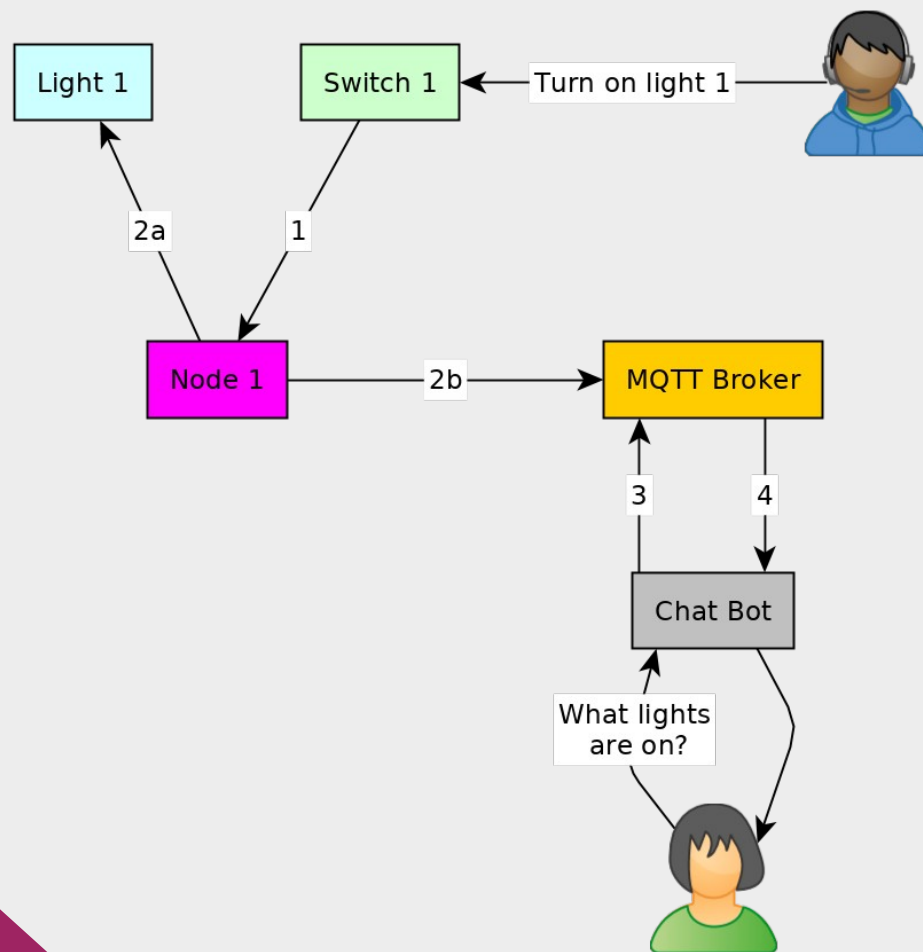 Light 1
Switch 1
Turn on light 1
2a
1
Node 1
2b
MQTT Broker
3
4
Chat Bot
What lights
are on?